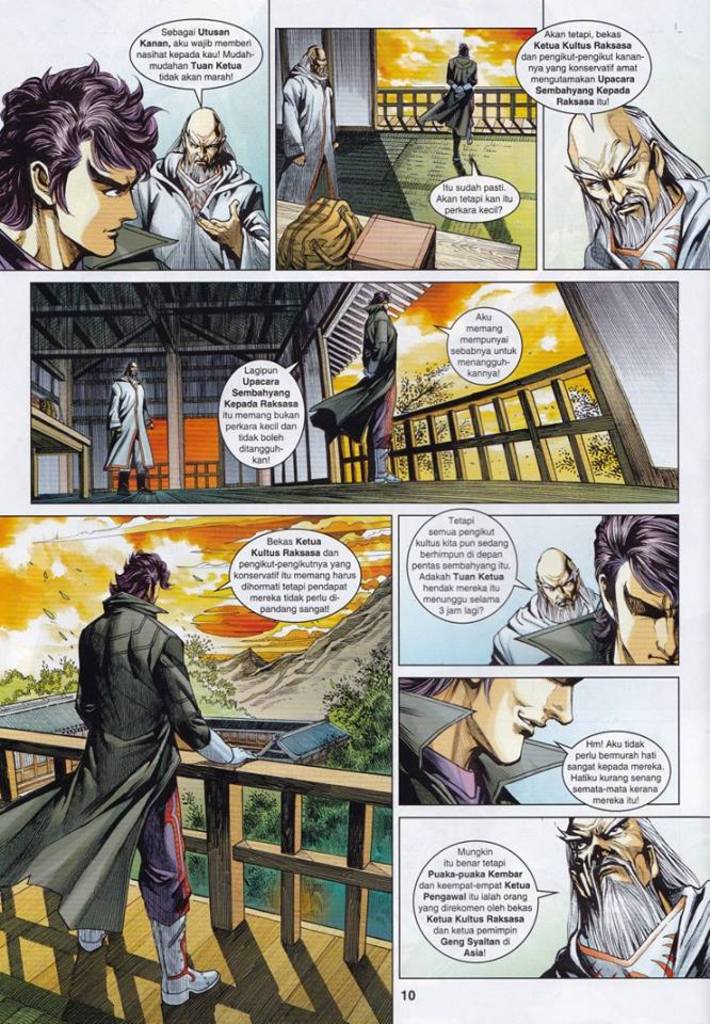 Sebagai Utusan
Kanan, aku wajib memberi
nasihat kepada kau! Mudah-
mudahan Tuan Ketua
tidak akan marah!
Itu sudah pasti.
Akan tetapi kan itu
perkara kecil?
Akan tetapi, bekas
Ketua Kultus Raksasa
dan pengikut-pengikut kanan-
nya yang konservatif amat
mengutamakan Upacara
Sembahyang Kepada
Raksasa itu!
Lagipun
Upacara
Sembahyang
Kepada Raksasa
itu memang bukan
perkara kecil dan
tidak boleh
ditangguh-
kan!
Aku
memang
mempunyai
sebabnya untuk
menangguh-
kannya!
Bekas Ketua
Kultus Raksasa dan
pengikut-pengikutnya yang
konservatif itu memang harus
dihormati tetapi pendapat
mereka tidak perlu di-
pandang sangat!
Tetapi
semua pengikut
kultus kita pun sedang
berhimpun di depan
pentas sembahyang itu.
Adakah Tuan Ketua
hendak mereka itu
menunggu selama
3 jam lagi?
Hm! Aku tidak
perlu bermurah hati
sangat kepada mereka.
Hatiku kurang senang
semata-mata kerana
mereka itu!
Mungkin
itu benar tetapi
Puaka-puaka Kembar
dan keempat-empat Ketua
Pengawal itu ialah orang
yang direkomen oleh bekas
Ketua Kultus Raksasa
dan ketua pemimpin
Geng Syaitan di
Asia!
10